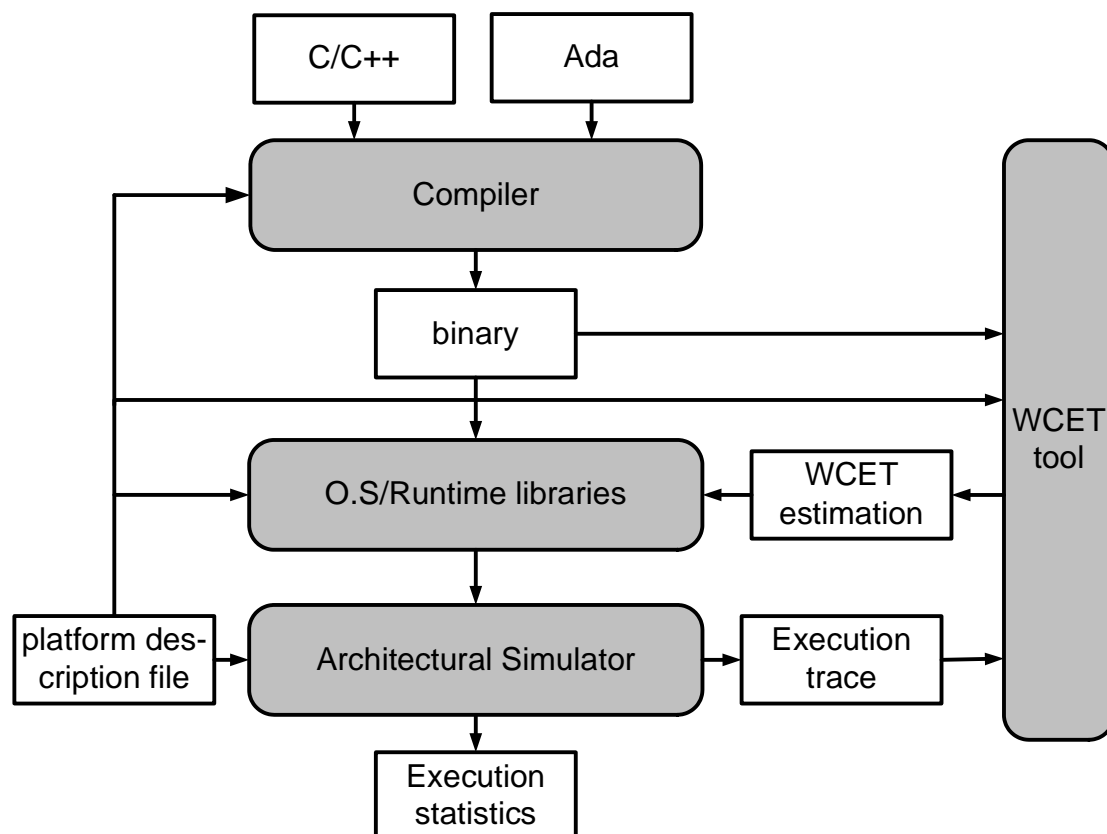 C/C++
Ada
Compiler
binary
WCET
tool
O.S/Runtime libraries
WCET
estimation
platform des-
cription file
Architectural Simulator
Execution
trace
Execution
statistics